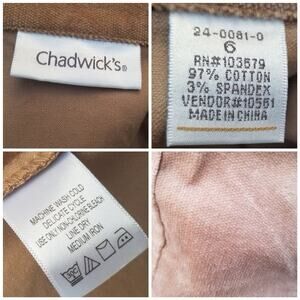 Chadwick's®
24-0081-0
6
RN#103579
97% COTTON
3% SPANDEX
VENDOR#10561
MADE IN CHINA
MACHINE WASH COLD
DELICATE CYCLE
USE ONLY NON-CHLORINE BLEACH
LINE DRY
MEDIUM IRON